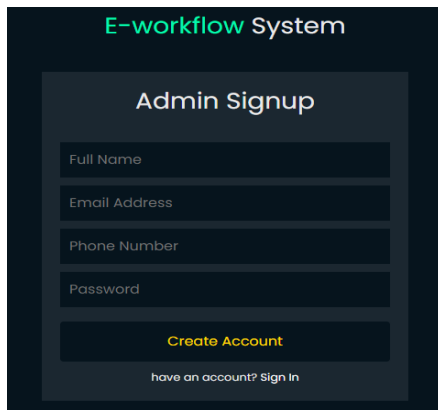 E-workflow System
Admin Signup
Full Name
Email Address
Phone Number
Password
Create Account
have an account? Sign In